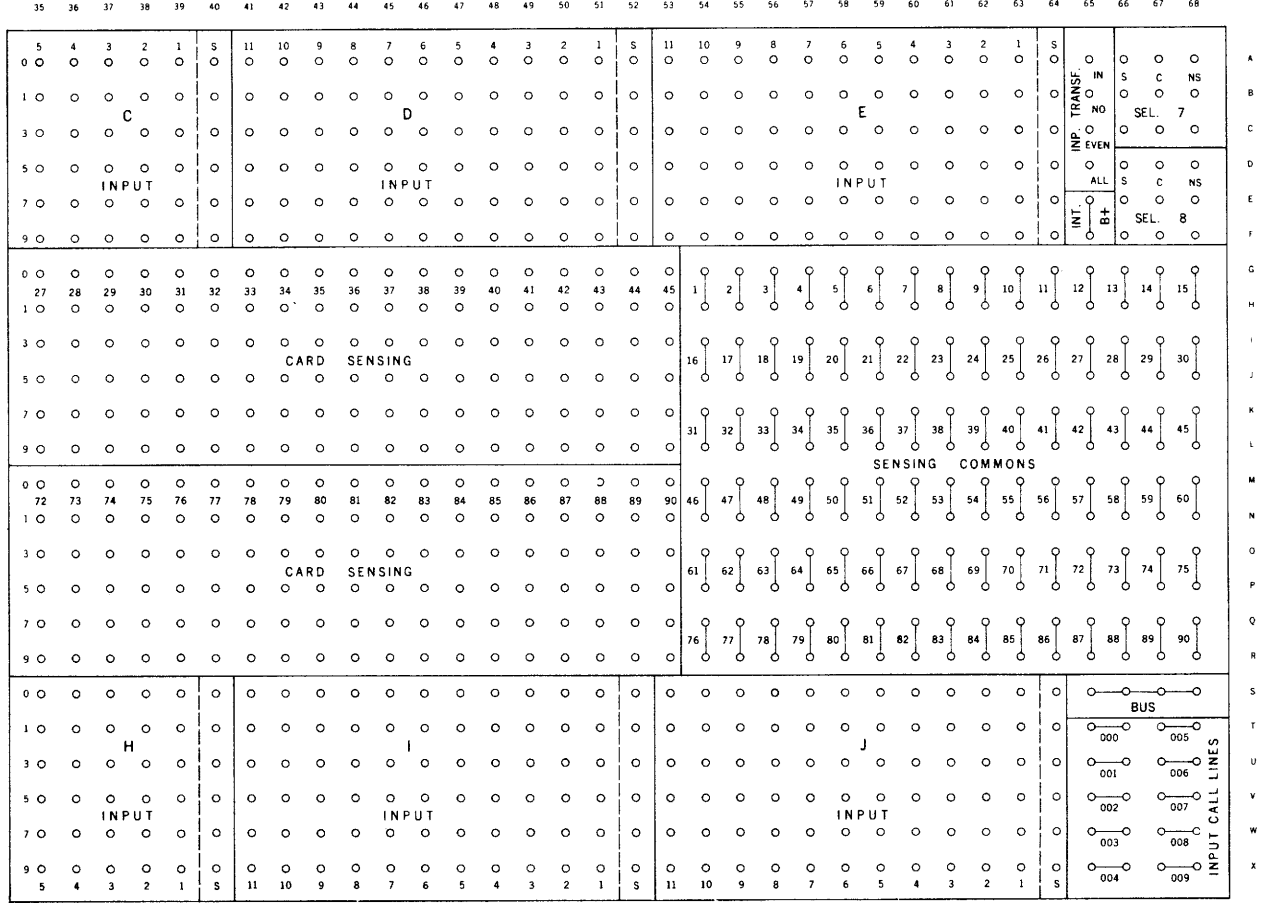 35 36 37 38 39 40 41 42 43 44 45 46 47 48 49 50 51 52 53 54 55 56 57 58 59 60 61 62 63 64 65 66 67 68
5 4 3 2 1 S 11 10 9 8 7 6 5 4 3 2 1 S 11 10 9 8 7 6 5 4 3 2 1 S
0 A
IN S C NS
1 B
C D E NO SEL. 7
3 C
INP. TRANSF.
EVEN
5 D
INPUT INPUT INPUT ALL S C NS
7 E
INT. B+ SEL. 8
9 F
0 G
27 28 29 30 31 32 33 34 35 36 37 38 39 40 41 42 43 44 45 1 2 3 4 5 6 7 8 9 10 11 12 13 14 15
1 H
3 I
CARD SENSING 16 17 18 19 20 21 22 23 24 25 26 27 28 29 30
5 J
7 K
31 32 33 34 35 36 37 38 39 40 41 42 43 44 45
9 L
SENSING COMMONS
0 M
72 73 74 75 76 77 78 79 80 81 82 83 84 85 86 87 88 89 90 46 47 48 49 50 51 52 53 54 55 56 57 58 59 60
1 N
3 O
CARD SENSING 61 62 63 64 65 66 67 68 69 70 71 72 73 74 75
5 P
7 Q
76 77 78 79 80 81 82 83 84 85 86 87 88 89 90
9 R
0 S
BUS
1 T
000 005
H I J
3 U
001 006
5 V
INPUT INPUT INPUT 002 007
7 W
003 008
INPUT CALL LINES
9 X
004 009
5 4 3 2 1 S 11 10 9 8 7 6 5 4 3 2 1 S 11 10 9 8 7 6 5 4 3 2 1 S